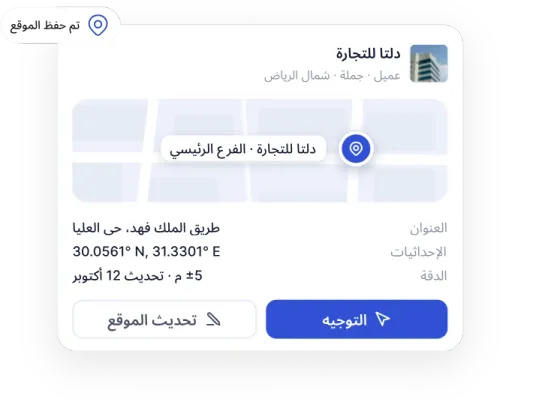 تم حفظ الموقع
دلتا للتجارة
عميل · جملة · شمال الرياض
دلتا للتجارة · الفرع الرئيسي
العنوان
طريق الملك فهد، حى العليا
الإحداثيات
30.0561° N, 31.3301° E
الدقة
±5 م · تحديث 12 أكتوبر
التوجيه
تحديث الموقع